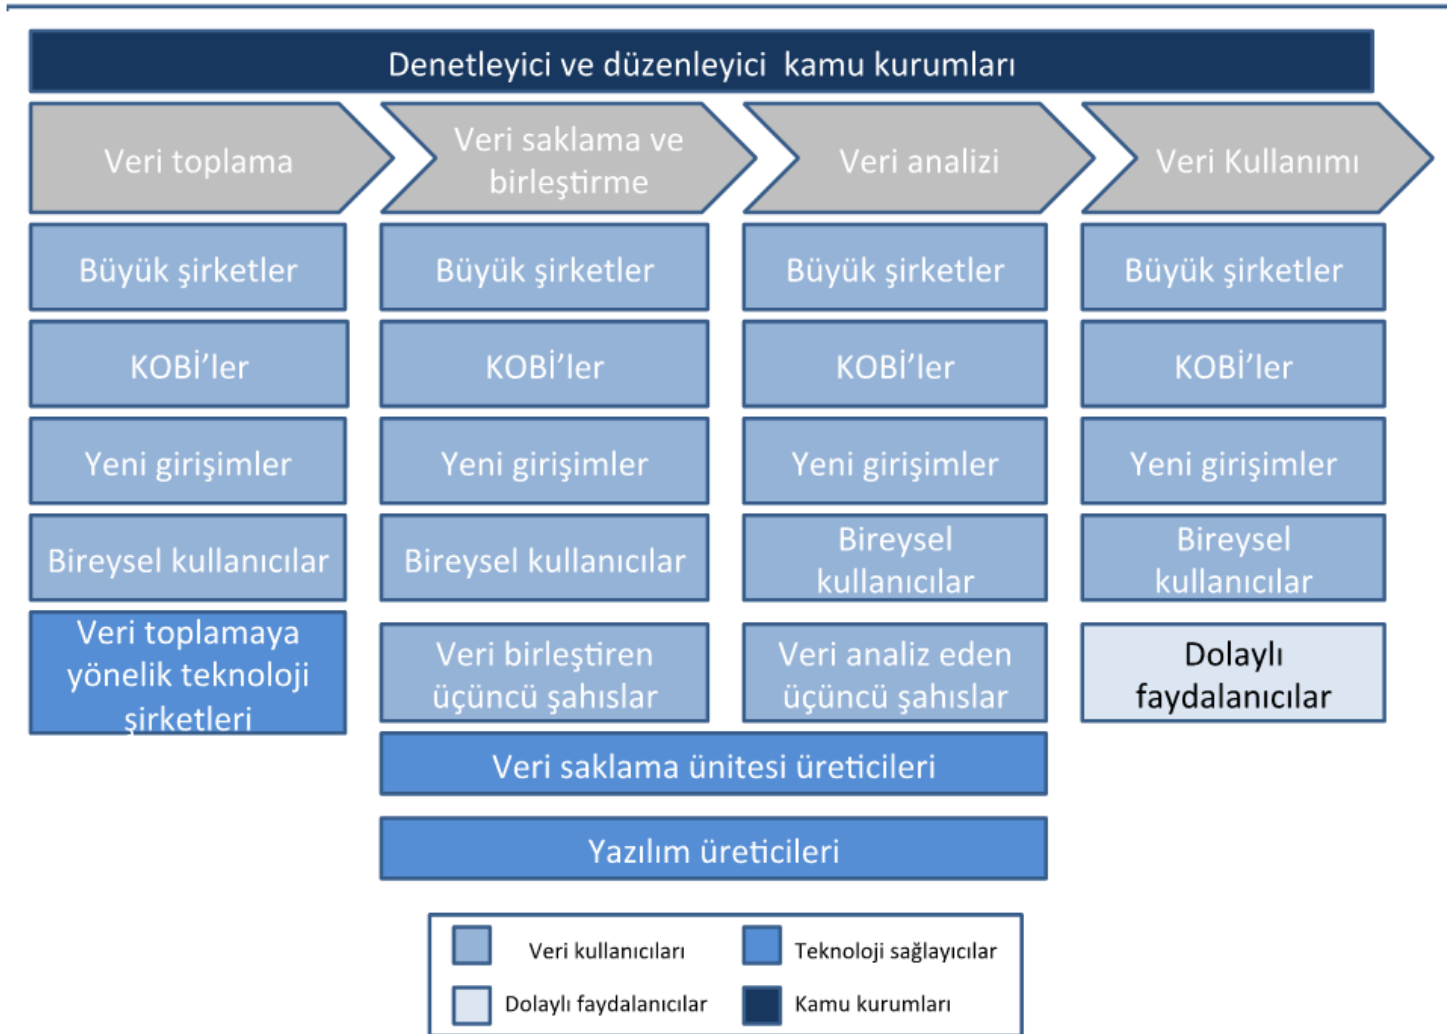 Denetleyici ve düzenleyici kamu kurumları
Veri toplama
Veri saklama ve
birleştirme
Veri analizi
Veri Kullanımı
Büyük şirketler
Büyük şirketler
Büyük şirketler
Büyük şirketler
KOBİ’ler
KOBİ’ler
KOBİ’ler
KOBİ’ler
Yeni girişimler
Yeni girişimler
Yeni girişimler
Yeni girişimler
Bireysel kullanıcılar
Bireysel kullanıcılar
Bireysel
kullanıcılar
Bireysel
kullanıcılar
Veri toplamaya
yönelik teknoloji
şirketleri
Veri birleştiren
üçüncü şahıslar
Veri analiz eden
üçüncü şahıslar
Dolaylı
faydalanıcılar
Veri saklama ünitesi üreticileri
Yazılım üreticileri
Veri kullanıcıları
Teknoloji sağlayıcılar
Dolaylı faydalanıcılar
Kamu kurumları